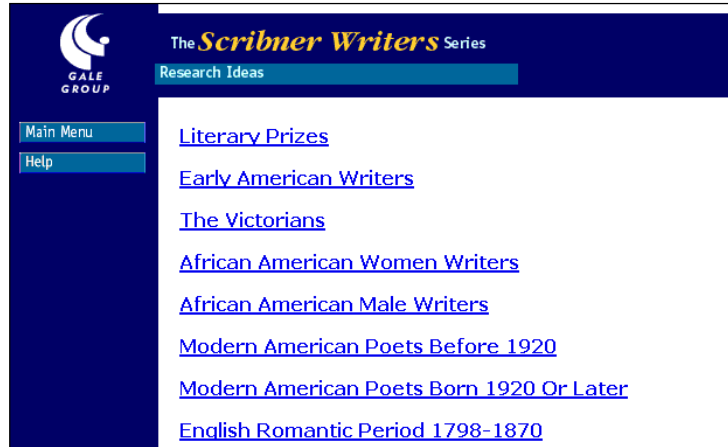 GALE
GROUP
The Scribner Writers Series
Research Ideas
Main Menu
Help
Literary Prizes
Early American Writers
The Victorians
African American Women Writers
African American Male Writers
Modern American Poets Before 1920
Modern American Poets Born 1920 Or Later
English Romantic Period 1798-1870